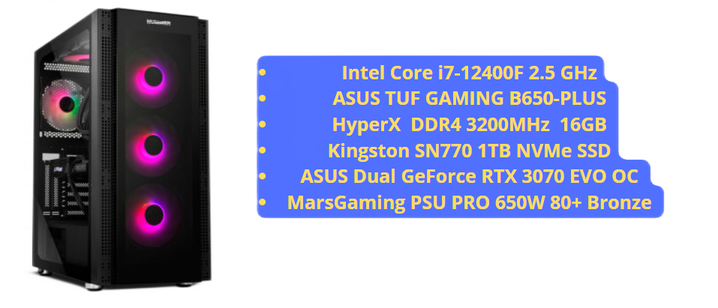 Intel Core i7-12400F 2.5 GHz
ASUS TUF GAMING B650-PLUS
HyperX DDR4 3200MHz 16GB
Kingston SN770 1TB NVMe SSD
ASUS Dual GeForce RTX 3070 EVO OC
MarsGaming PSU PRO 650W 80+ Bronze